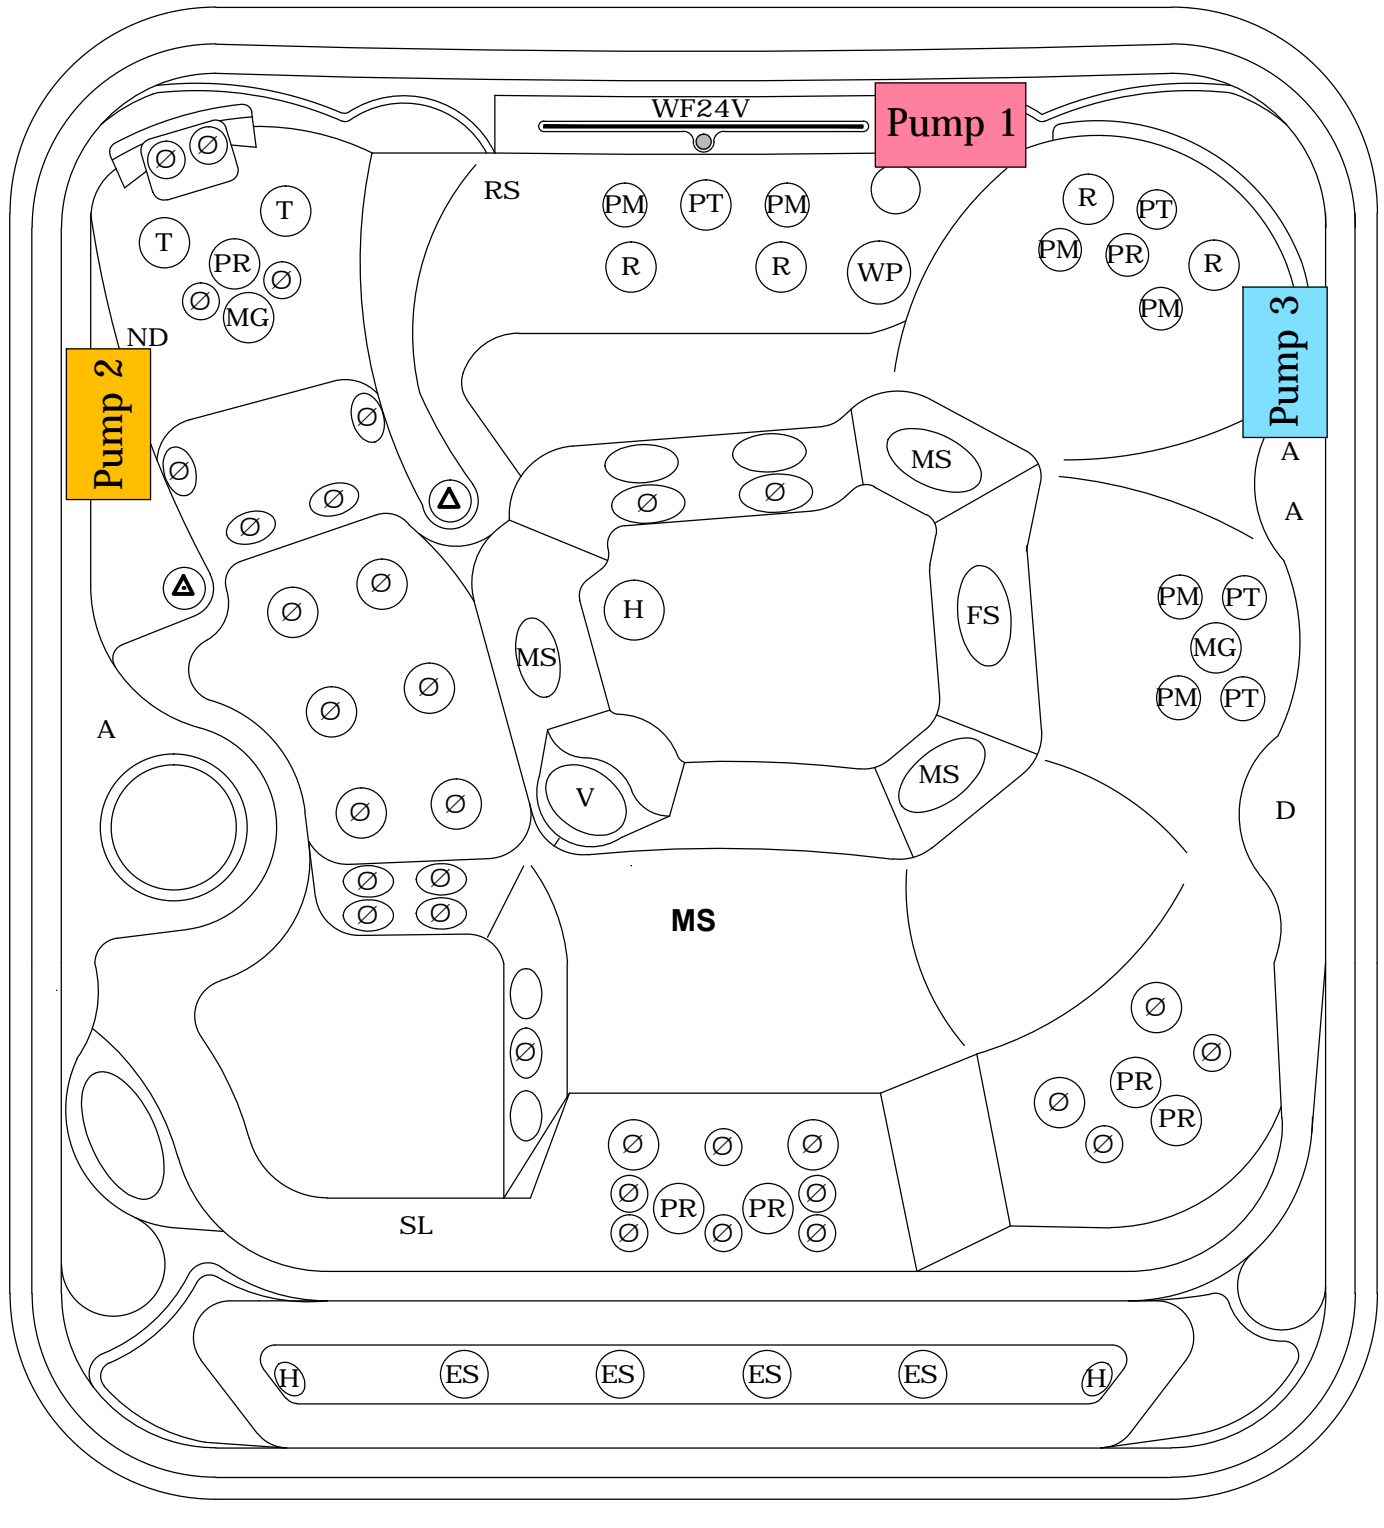 WF24V
Pump 1
Ø Ø
RS
PM PT PM
R PT
T
T
PM PR R
PR
R R WP
Ø
Ø
MG
PM
ND
Pump 2
Pump 3
Ø
A
MS
Ø
Ø Ø
Ø Ø
Δ
A
Δ
Ø
Ø
H
FS
PM PT
MG
MS
PM PT
Ø
Ø
A
MS
V
D
Ø
Ø
Ø Ø
Ø Ø
MS
Ø
Ø
Ø
PR
Ø
PR
Ø
Ø Ø Ø
Ø Ø
PR PR
Ø Ø Ø
SL
H ES ES ES ES H